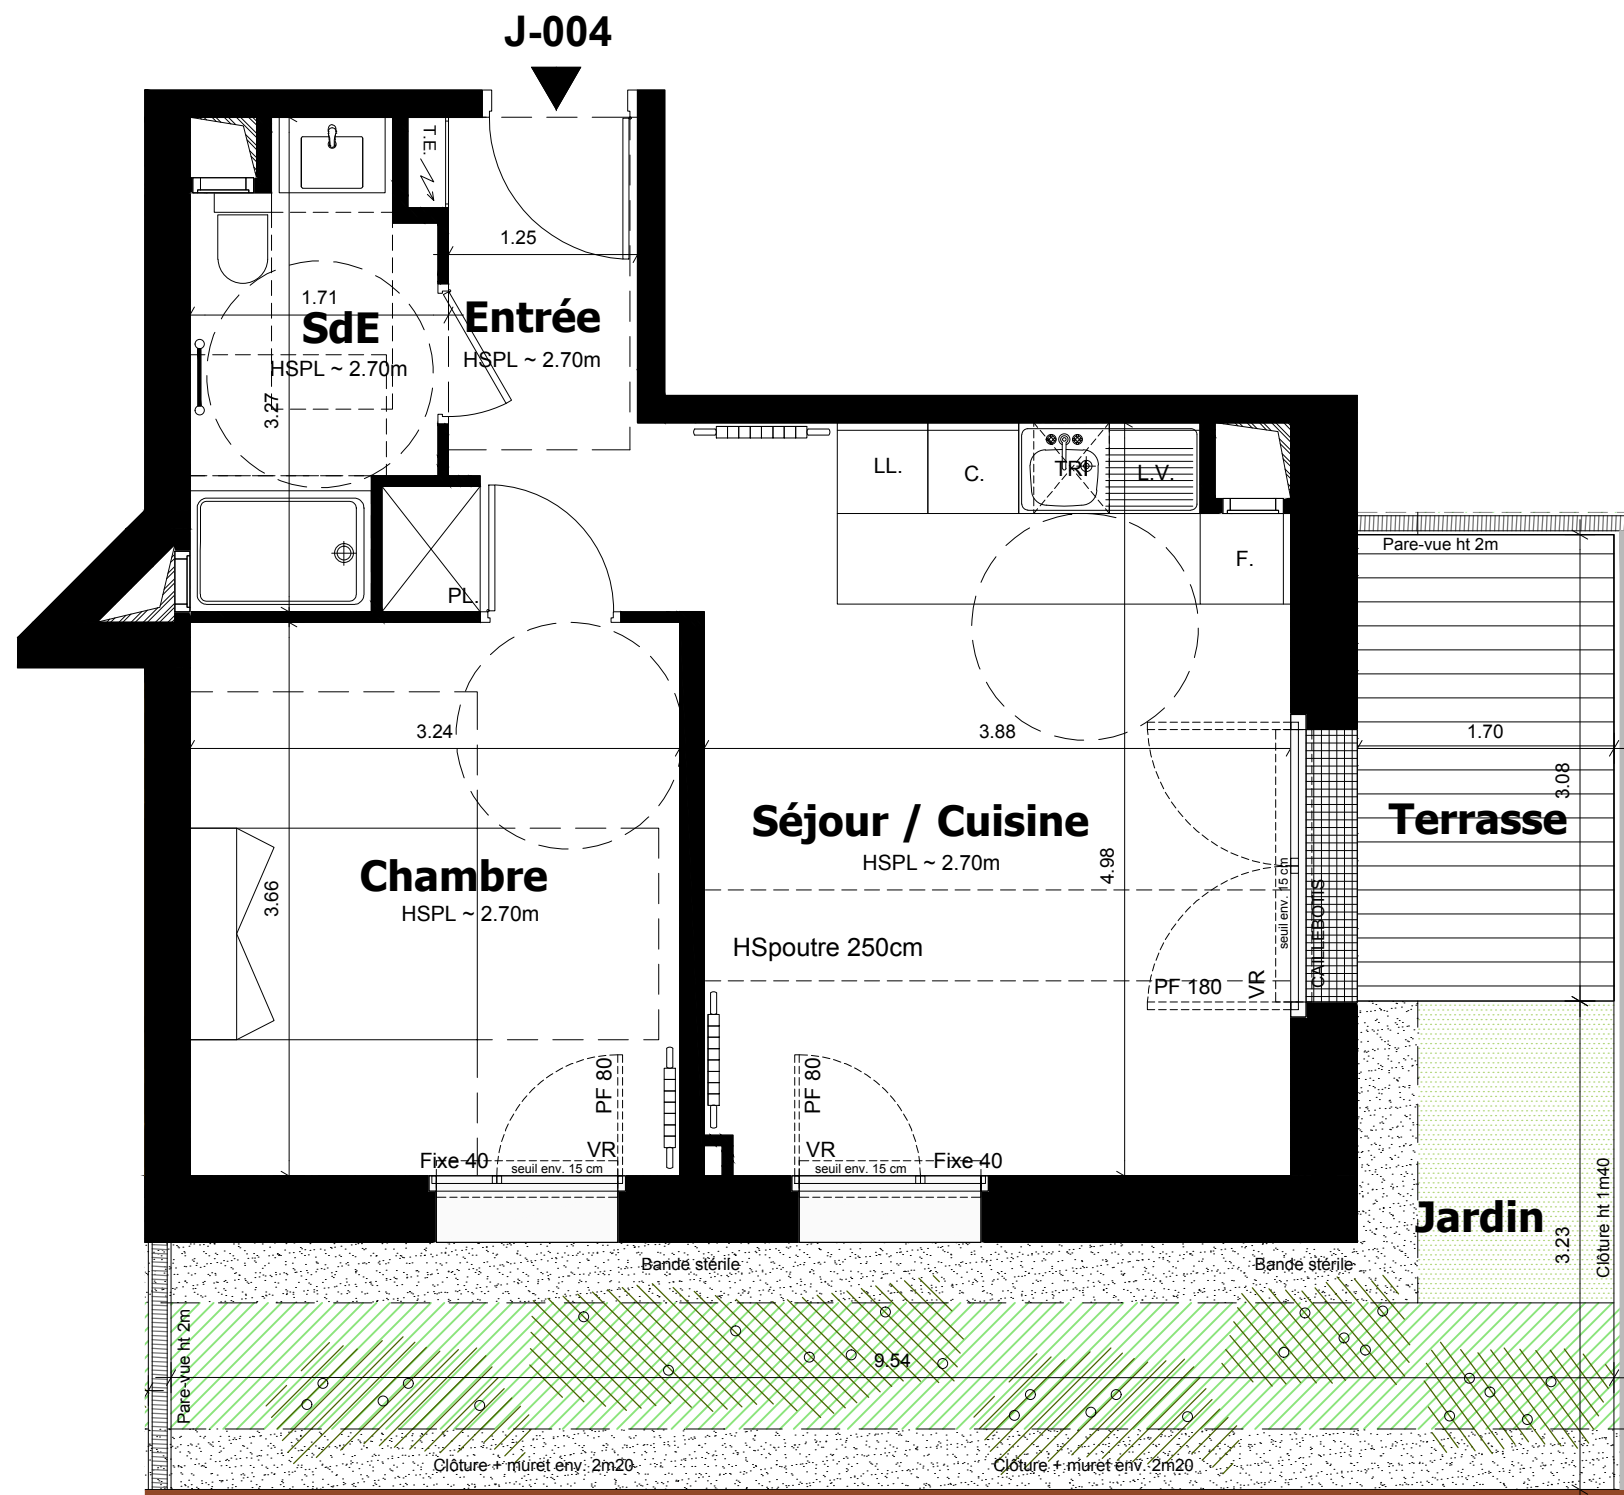 J-004
T.E.
1.25
1.71
SdE
HSPL ~ 2.70m
3.27
Entrée
HSPL ~ 2.70m
LL.
C.
TRI
L.V.
F.
PL.
Pare-vue ht 2m
3.24
3.88
1.70
3.08
Terrasse
Séjour / Cuisine
HSPL ~ 2.70m
4.98
Chambre
HSPL ~ 2.70m
3.66
HSpoutre 250cm
seuil env. 15 cm
CAILLEBOTIS
PF 180
VR
PF 80
VR
Fixe 40
seuil env. 15 cm
PF 80
VR
seuil env. 15 cm
Fixe 40
Jardin
3.23
Clôture ht 1m40
Bande stérile
Bande stérile
Pare-vue ht 2m
9.54
Clôture + muret env. 2m20
Clôture + muret env. 2m20